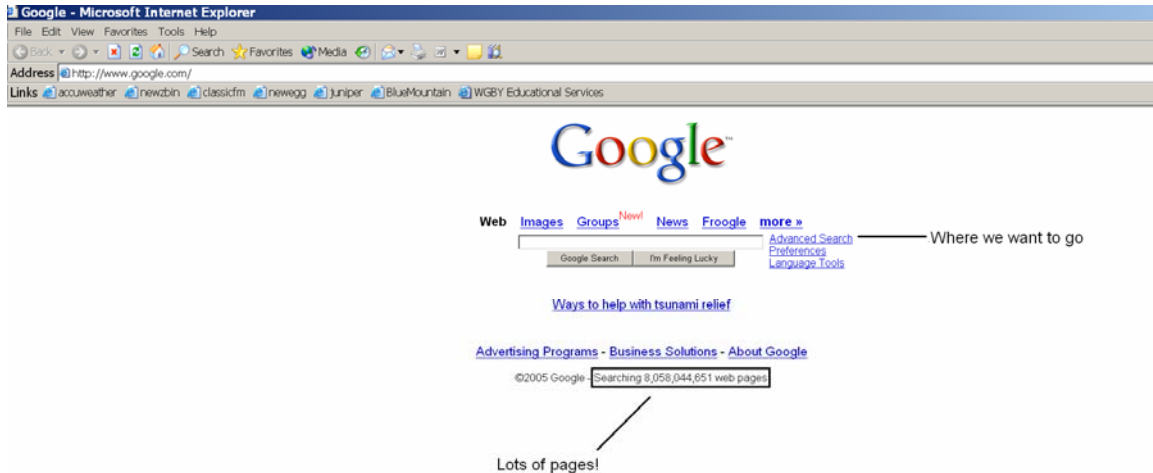 Google - Microsoft Internet Explorer
File Edit View Favorites Tools Help
Back Search Favorites Media
Address http://www.google.com/
Links accuweather newzbin classicfm newegg juniper BlueMountain WGBY Educational Services
Google™
Web Images Groups New! News Froogle more »
Advanced Search Where we want to go
Preferences
Google Search I'm Feeling Lucky Language Tools
Ways to help with tsunami relief
Advertising Programs - Business Solutions - About Google
©2005 Google - Searching 8,058,044,651 web pages
Lots of pages!